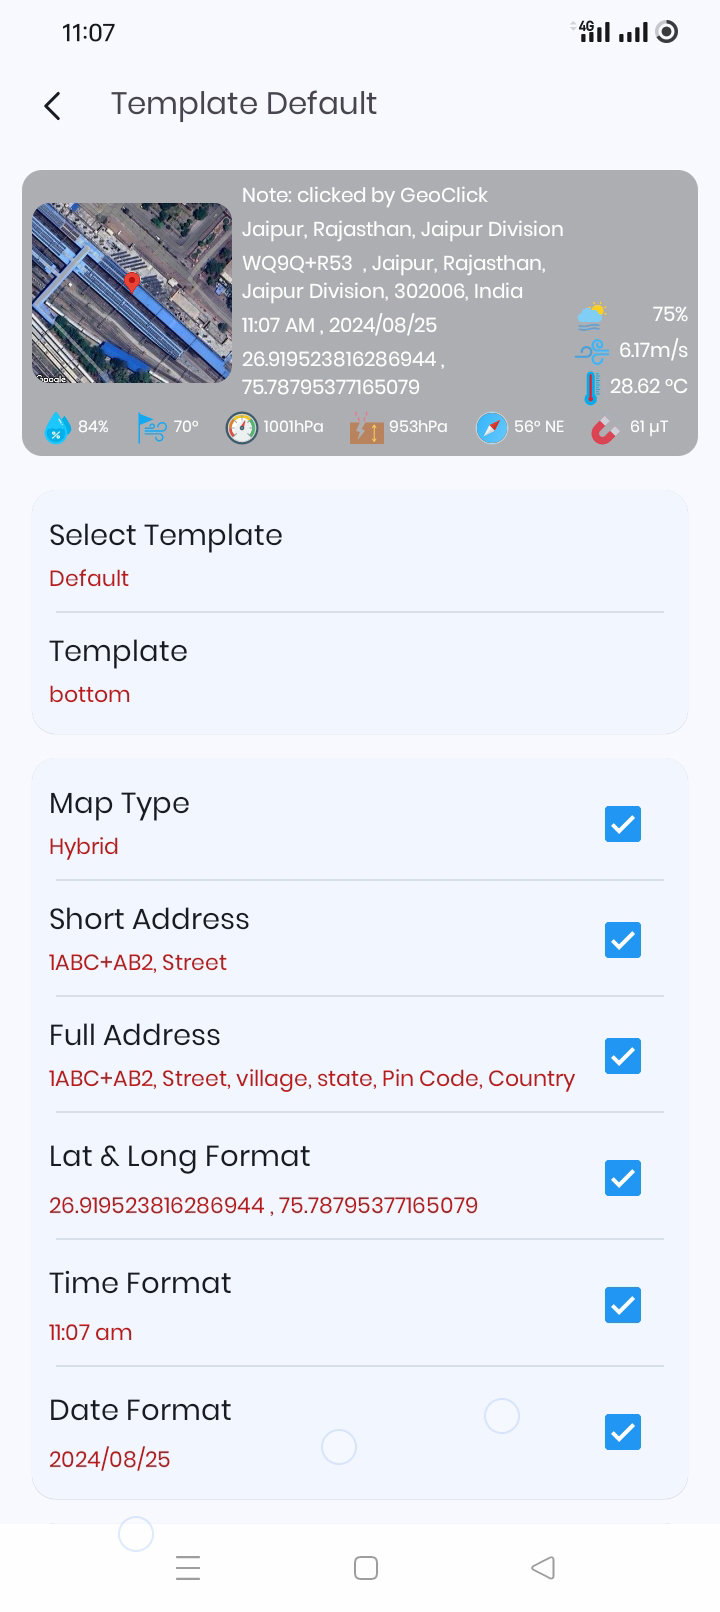 11:07
4G
Template Default
Note: clicked by GeoClick
Jaipur, Rajasthan, Jaipur Division
WQ9Q+R53 , Jaipur, Rajasthan,
Jaipur Division, 302006, India
11:07 AM , 2024/08/25
26.919523816286944 ,
75.78795377165079
75%
6.17m/s
28.62 °C
Google
84%
70°
1001hPa
953hPa
56° NE
61 µT
Select Template
Default
Template
bottom
Map Type
Hybrid
Short Address
1ABC+AB2, Street
Full Address
1ABC+AB2, Street, village, state, Pin Code, Country
Lat & Long Format
26.919523816286944 , 75.78795377165079
Time Format
11:07 am
Date Format
2024/08/25